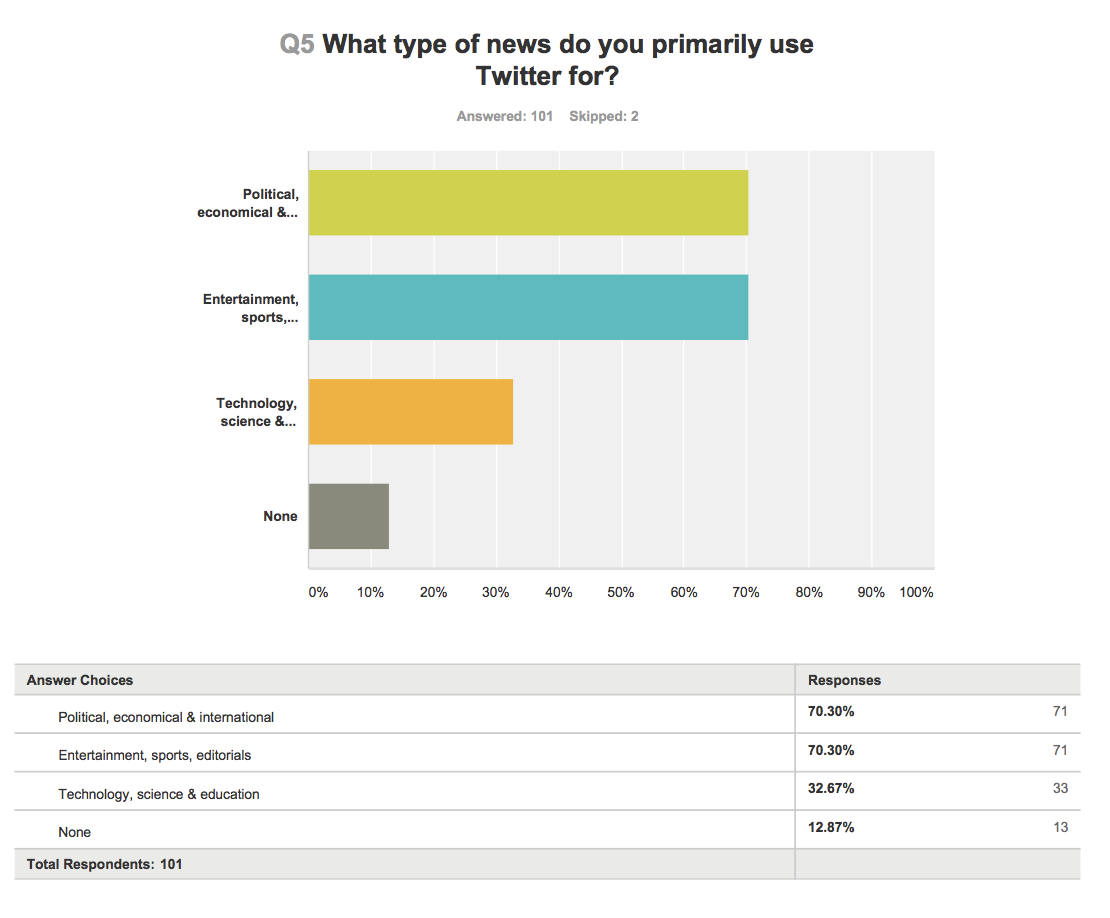 Q5 What type of news do you primarily use
Twitter for?
Answered: 101 Skipped: 2
Political,
economical &...
Entertainment,
sports,...
Technology,
science &...
None
0% 10% 20% 30% 40% 50% 60% 70% 80% 90% 100%
Answer Choices Responses
Political, economical & international 70.30% 71
Entertainment, sports, editorials 70.30% 71
Technology, science & education 32.67% 33
None 12.87% 13
Total Respondents: 101